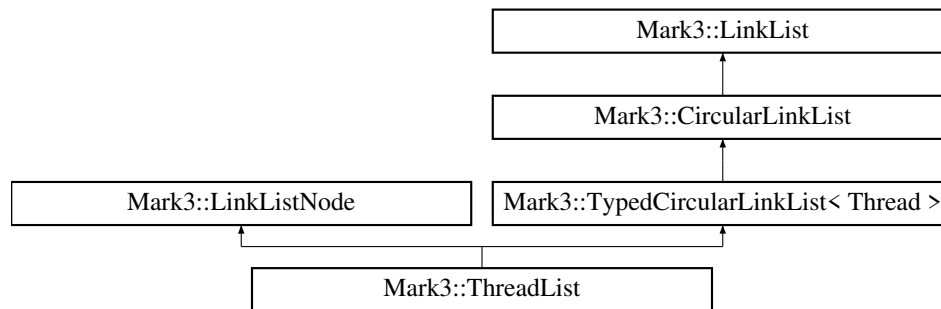 Mark3::LinkList
Mark3::CircularLinkList
Mark3::LinkListNode
Mark3::TypedCircularLinkList< Thread >
Mark3::ThreadList